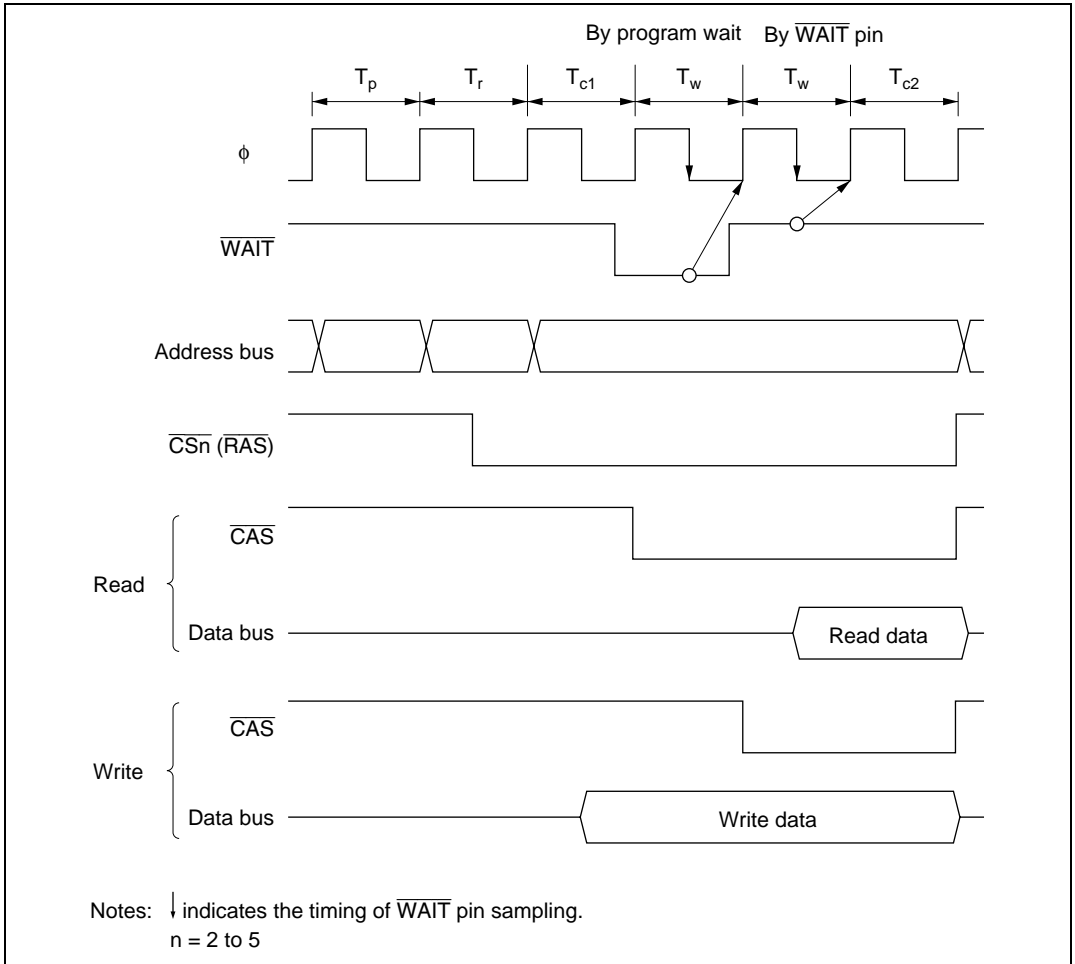 By program wait By WAIT pin
Tp Tr Tc1 Tw Tw Tc2
ϕ
WAIT
Address bus
CSn (RAS)
CAS
Read
Data bus Read data
CAS
Write
Data bus Write data
Notes: ↓ indicates the timing of WAIT pin sampling.
n = 2 to 5